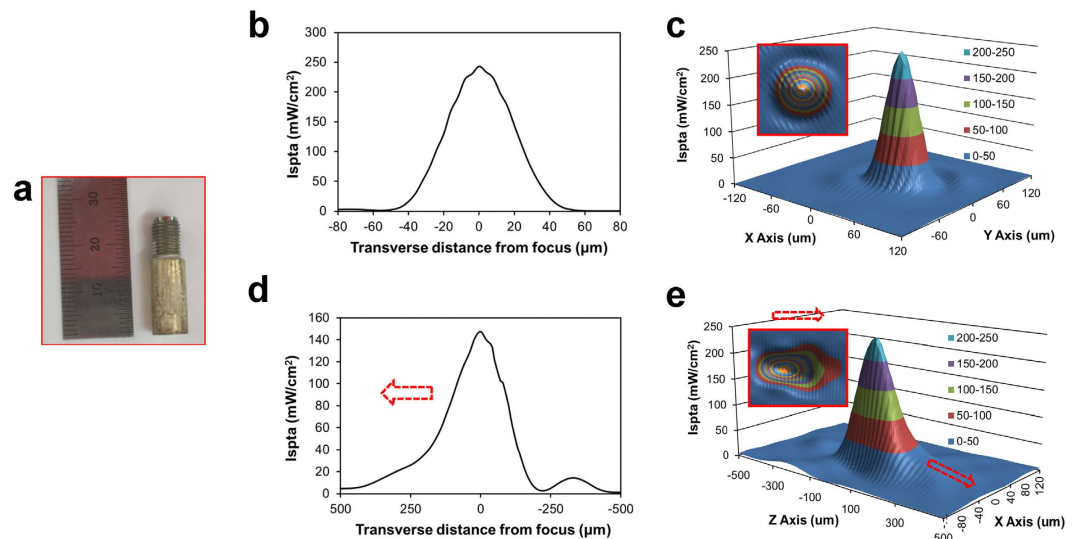 a
30
20
10
b
Ispta (mW/cm²)
300
250
200
150
100
50
0
-80 -60 -40 -20 0 20 40 60 80
Transverse distance from focus (µm)
c
Ispta (mW/cm²)
250
200
150
100
50
0
200-250
150-200
100-150
50-100
0-50
-120 -60 0 60 120
X Axis (um)
-60 0 60 120
Y Axis (um)
d
Ispta (mW/cm²)
160
140
120
100
80
60
40
20
0
500 250 0 -250 -500
Transverse distance from focus (µm)
e
Ispta (mW/cm²)
250
200
150
100
50
0
200-250
150-200
100-150
50-100
0-50
-500 -300 -100 100 300 500
Z Axis (um)
-80 -40 0 40 80 120
X Axis (um)